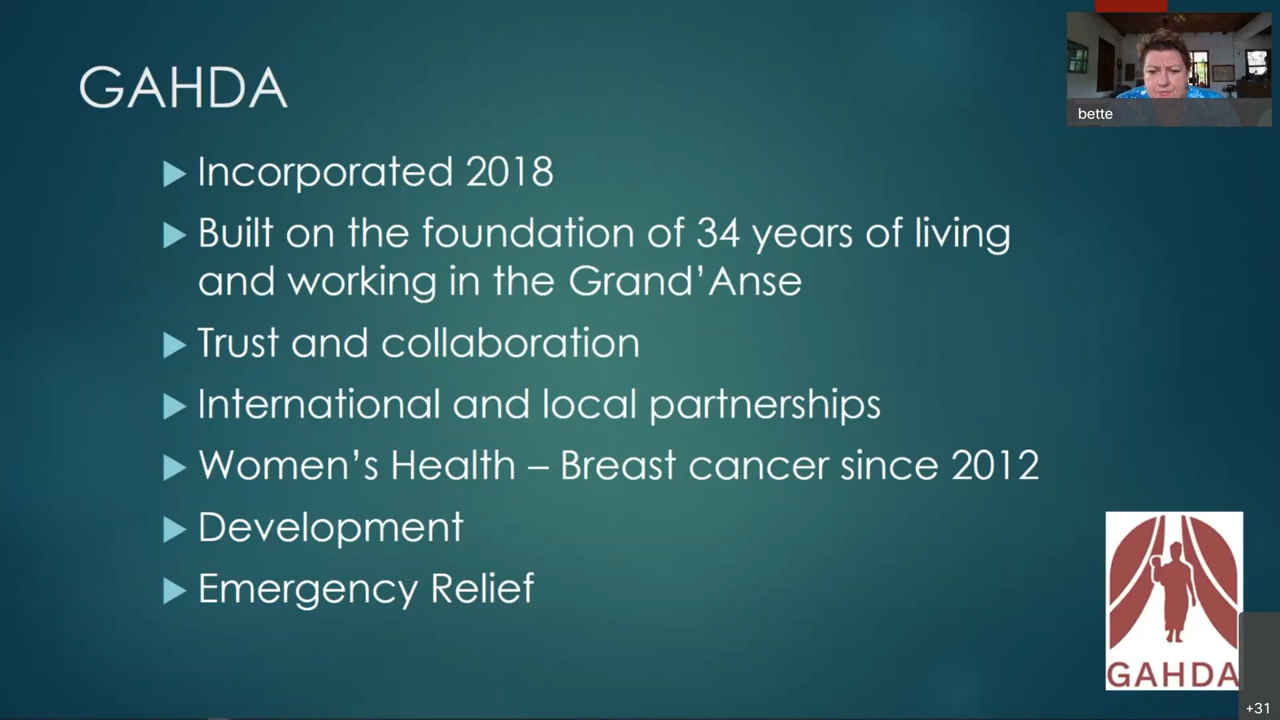 GAHDA
Incorporated 2018
Built on the foundation of 34 years of living
and working in the Grand’Anse
Trust and collaboration
International and local partnerships
Women’s Health – Breast cancer since 2012
Development
Emergency Relief
bette
GAHDA
+31